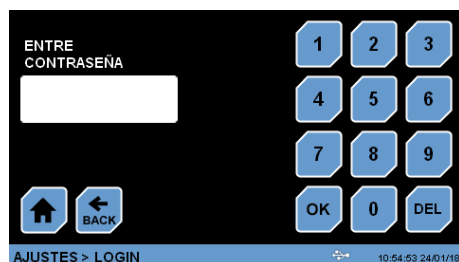 ENTRE
CONTRASEÑA
1 2 3
4 5 6
7 8 9
BACK
OK 0 DEL
AJUSTES > LOGIN
10:54:53 24/01/18